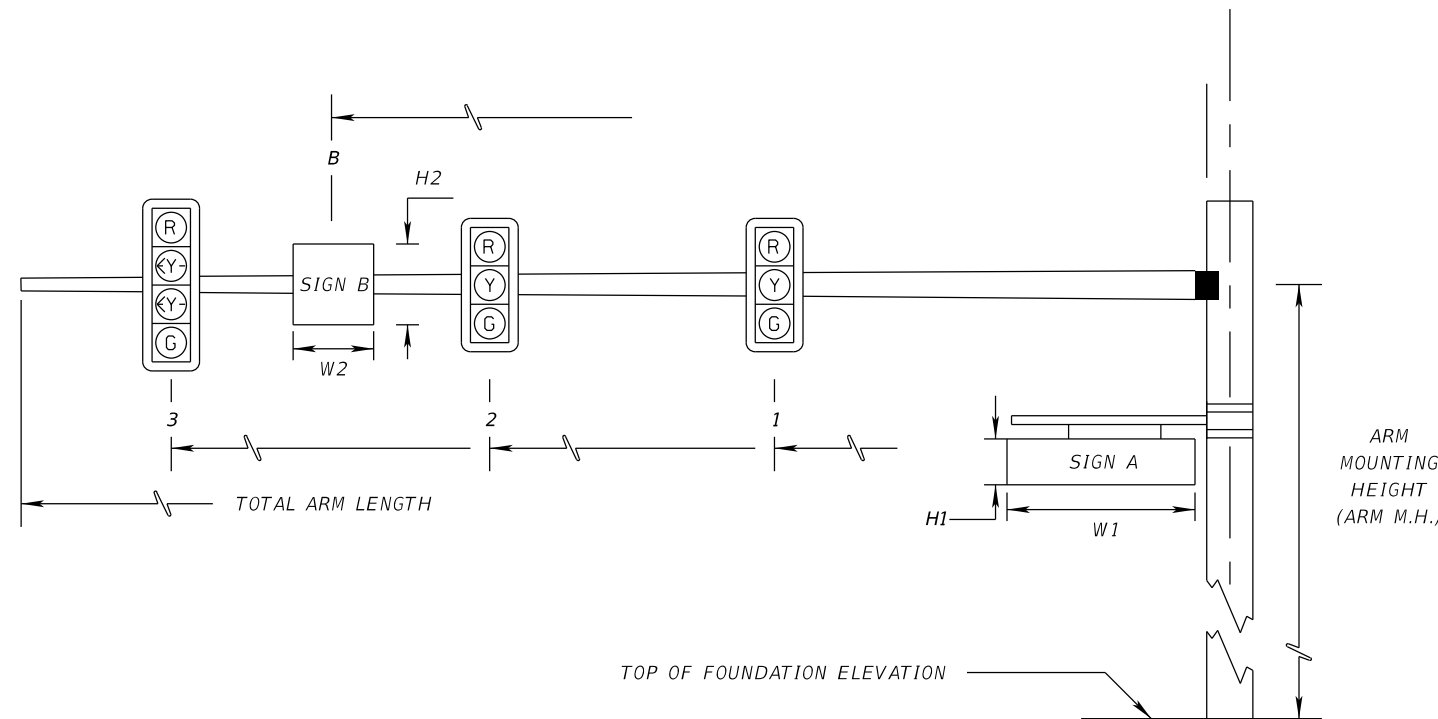 B
H2
R
<Y-
<Y-
G
SIGN B
R
Y
G
R
Y
G
W2
3
2
1
TOTAL ARM LENGTH
SIGN A
H1
W1
ARM
MOUNTING
HEIGHT
(ARM M.H.)
TOP OF FOUNDATION ELEVATION